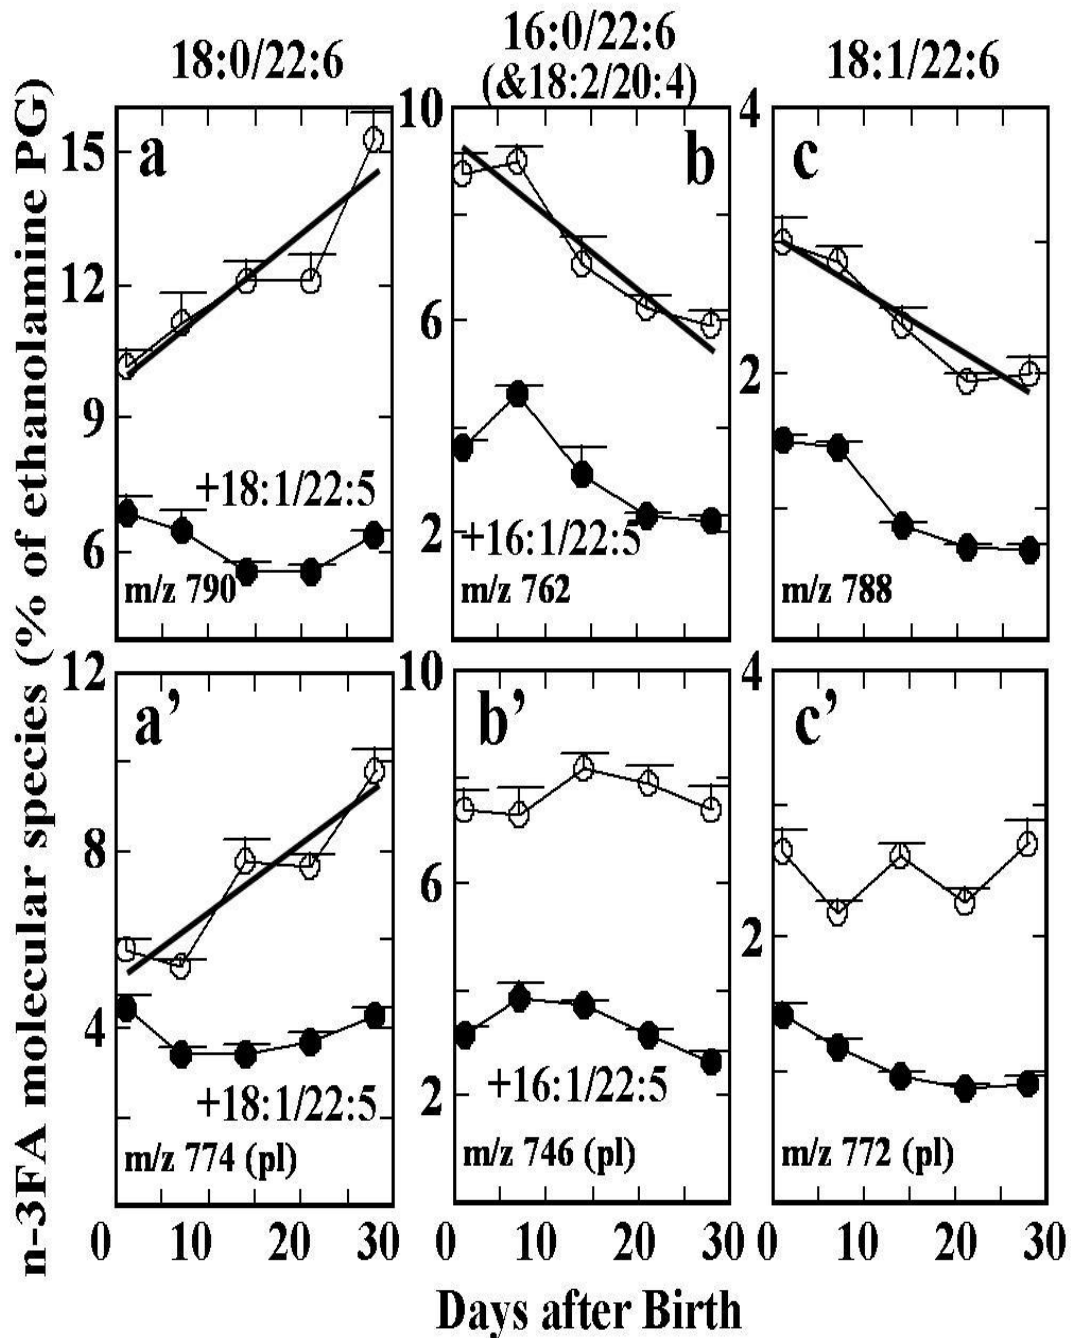 18:0/22:6
16:0/22:6
(&18:2/20:4)
18:1/22:6
n-3FA molecular species (% of ethanolamine PG)
a
15
12
9
6
+18:1/22:5
m/z 790
b
10
6
2
+16:1/22:5
m/z 762
c
4
2
m/z 788
a’
12
8
4
+18:1/22:5
m/z 774 (pl)
b’
10
6
2
+16:1/22:5
m/z 746 (pl)
c’
4
2
m/z 772 (pl)
0 10 20 30 0 10 20 30 0 10 20 30
Days after Birth